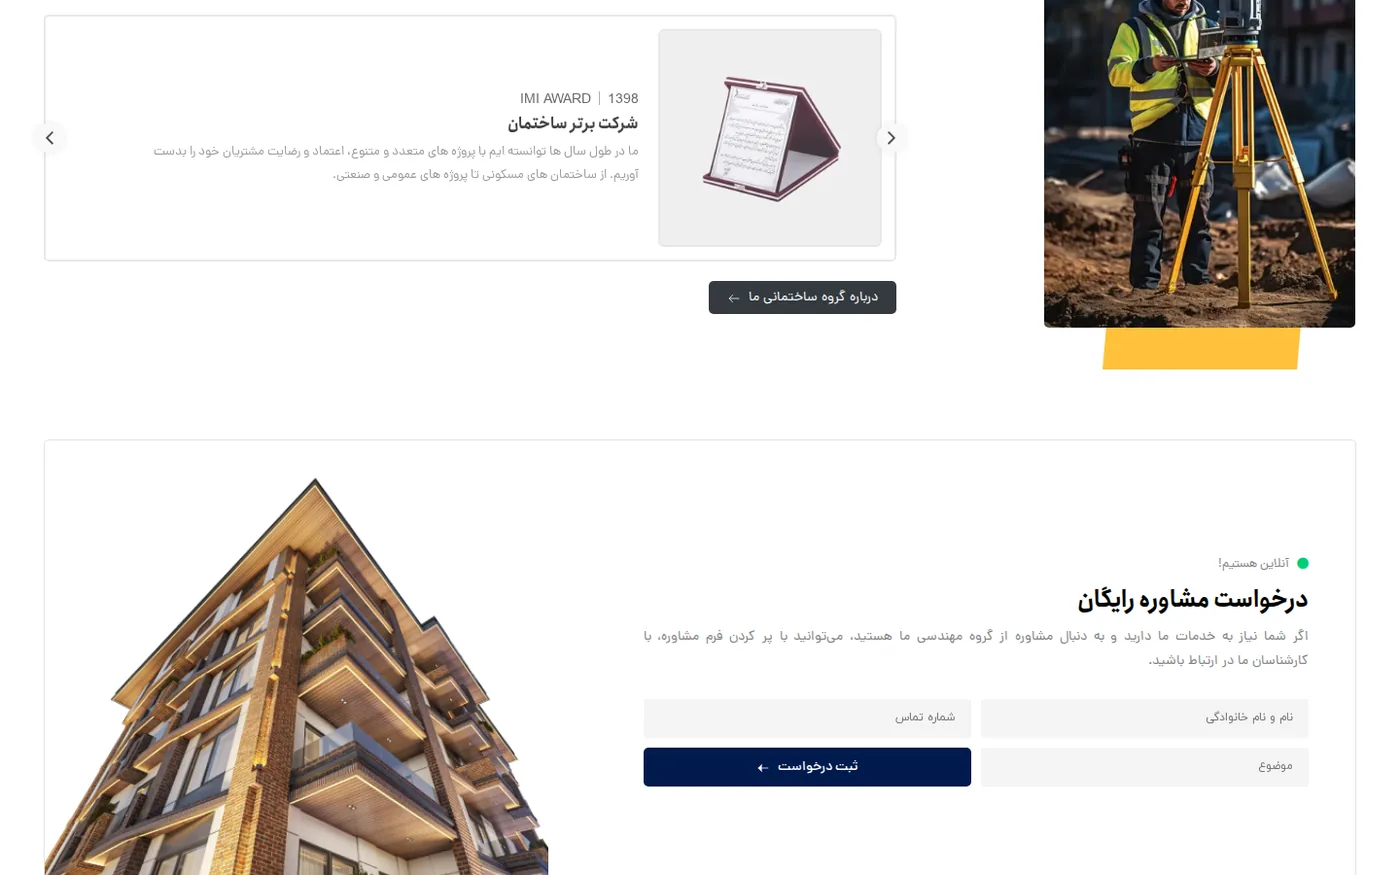 IMI AWARD | 1398
شرکت برتر ساختمان
ما در طول سال ها توانسته ایم با پروژه های متعدد و متنوع، اعتماد و رضایت مشتریان خود را بدست
آوریم. از ساختمان های مسکونی تا پروژه های عمومی و صنعتی.
درباره گروه ساختمانی ما ←
آنلاین هستیم!
درخواست مشاوره رایگان
اگر شما نیاز به خدمات ما دارید و به دنبال مشاوره از گروه مهندسی ما هستید، می‌توانید با پر کردن فرم مشاوره، با
کارشناسان ما در ارتباط باشید.
نام و نام خانوادگی
شماره تماس
موضوع
ثبت درخواست ←